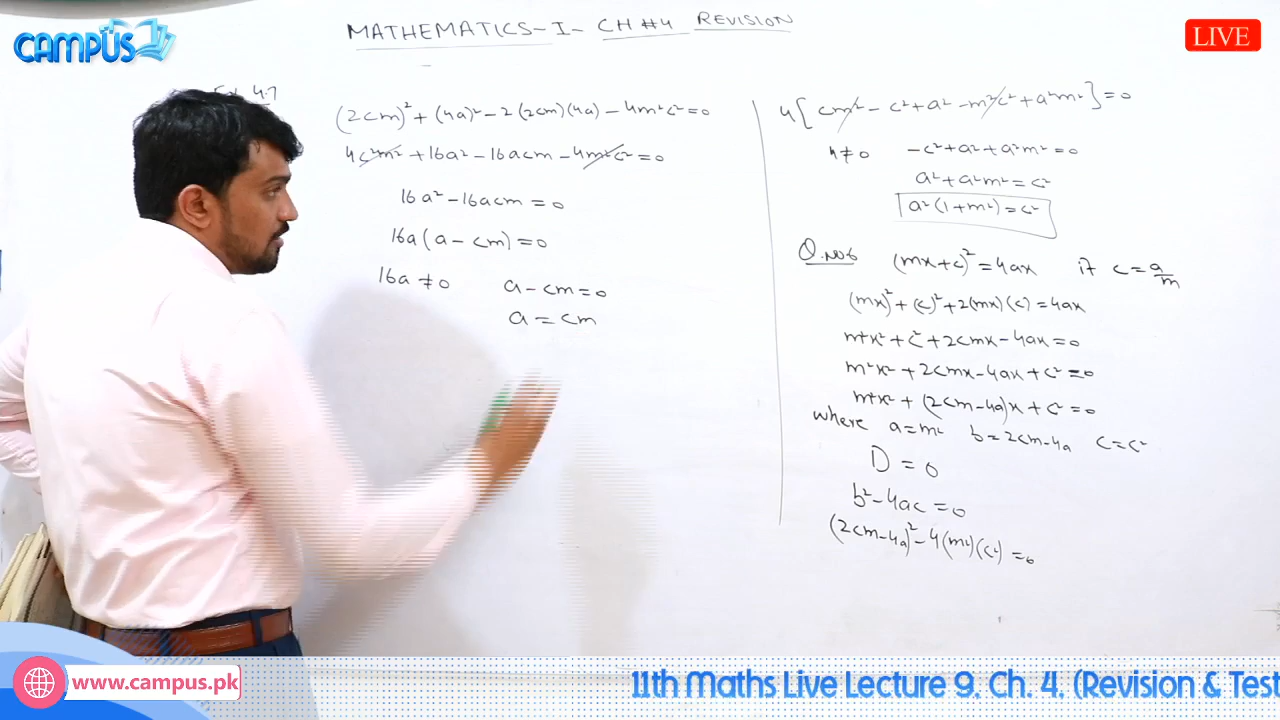 CAMPUS
MATHEMATICS-I- CH #4 REVISION
LIVE
Ex 4.7
(2cm)² + (4a)² - 2(2cm)(4a) - 4m²c² = 0
4c²m² + 16a² - 16acm - 4m²c² = 0
16a² - 16acm = 0
16a(a - cm) = 0
16a ≠ 0 a - cm = 0
a = cm
4[cm² - c² + a² - m²c² + a²m²] = 0
4 ≠ 0 -c² + a² + a²m² = 0
a² + a²m² = c²
a²(1+m²) = c²
Q.No6 (mx+c)² = 4ax if c = a/m
(mx)² + (c)² + 2(mx)(c) = 4ax
m²x² + c² + 2cmx - 4ax = 0
m²x² + 2cmx - 4ax + c² = 0
m²x² + (2cm-4a)x + c² = 0
where a = m² b = 2cm-4a c = c²
D = 0
b² - 4ac = 0
(2cm-4a)² - 4(m²)(c²) = 0
www.campus.pk
11th Maths Live Lecture 9, Ch. 4, (Revision & Test